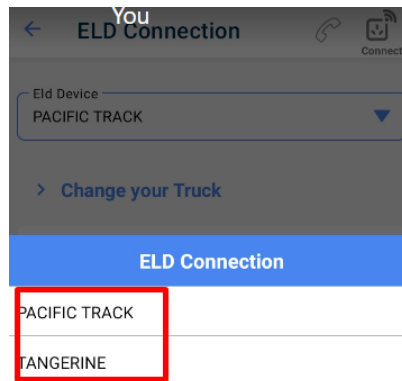 You
ELD Connection
Connect
Eld Device
PACIFIC TRACK
Change your Truck
ELD Connection
PACIFIC TRACK
TANGERINE